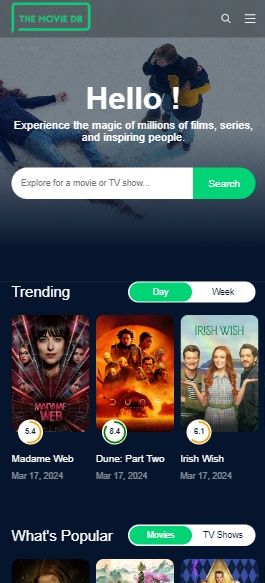 THE MOVIE DB
Hello !
Experience the magic of millions of films, series,
and inspiring people.
Explore for a movie or TV show...
Search
Trending
Day
Week
MADAME
WEB
DUNE
IRISH WISH
5.4
8.4
6.1
Madame Web
Dune: Part Two
Irish Wish
Mar 17, 2024
Mar 17, 2024
Mar 17, 2024
What's Popular
Movies
TV Shows